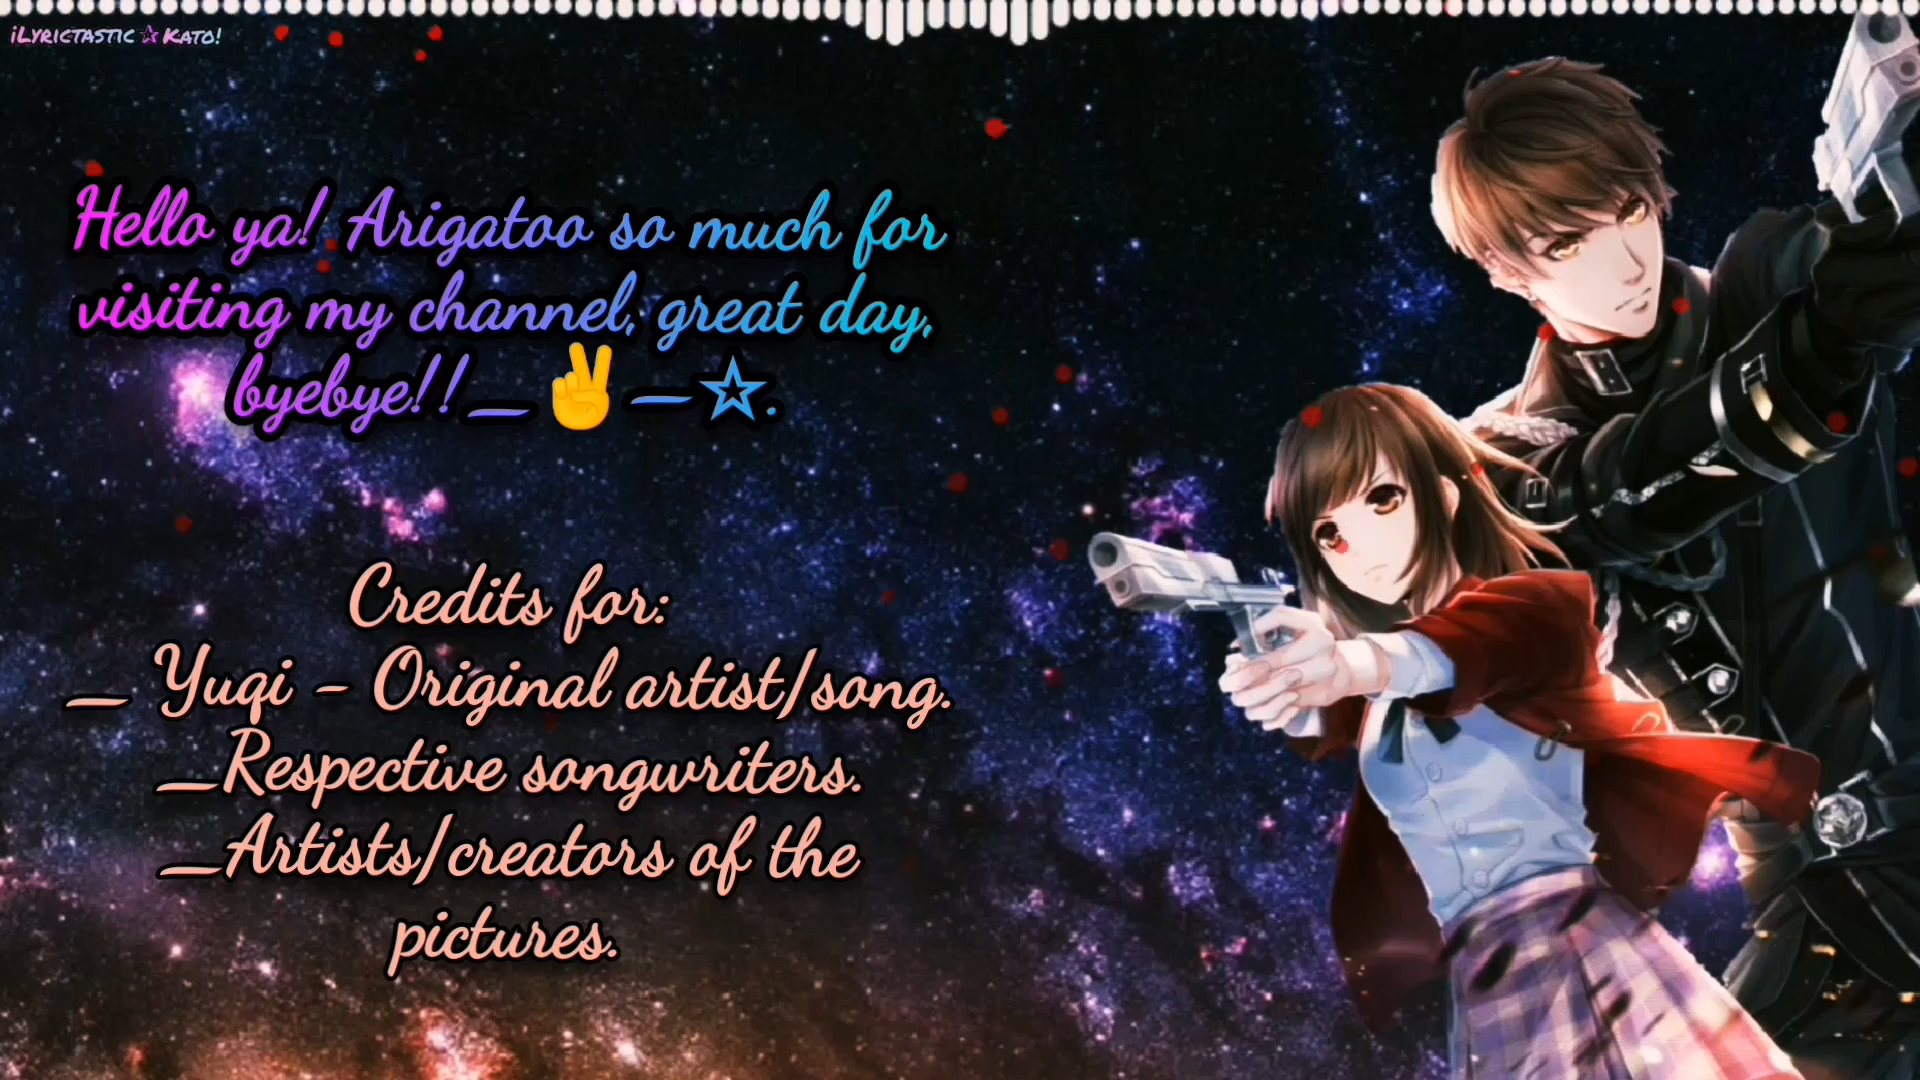 ¡Lyrictastic☆Kato!
Hello ya! Arigatoo so much for
visiting my channel, great day,
byebye!!_✌—☆.
Credits for:
_ Yuqi - Original artist/song.
_Respective songwriters.
_Artists/creators of the
pictures.